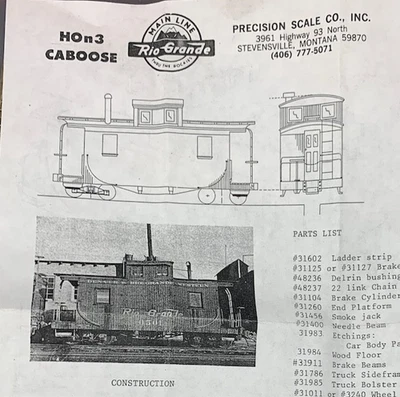 HOn3
CABOOSE
MAIN LINE
Rio Grande
THRU THE ROCKIES
PRECISION SCALE CO., INC.
3961 Highway 93 North
STEVENSVILLE, MONTANA 59870
(406) 777-5071
Rio Grande
Rio Grande
CONSTRUCTION
PARTS LIST
#31602 Ladder strip
#31125 or #31127 Brake
#48236 Delrin bushing
#48237 22 link Chain
#31104 Brake Cylinder
#31260 End Platform
#31456 Smoke jack
#31400 Needle Beam
31983 Etchings:
Car Body Pa
31984 Wood Floor
#31911 Brake Beams
#31786 Truck Sidefram
#31985 Truck Bolster
#31011 or #3240 Wheel